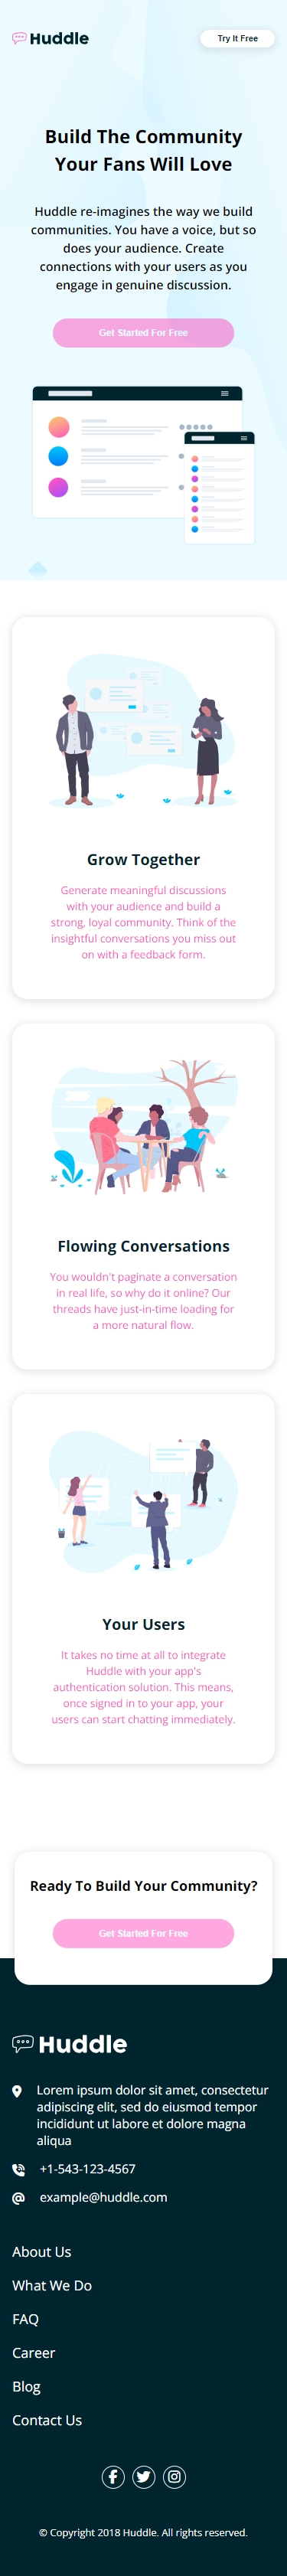 Huddle
Try It Free
Build The Community
Your Fans Will Love
Huddle re-imagines the way we build
communities. You have a voice, but so
does your audience. Create
connections with your users as you
engage in genuine discussion.
Get Started For Free
Grow Together
Generate meaningful discussions
with your audience and build a
strong, loyal community. Think of the
insightful conversations you miss out
on with a feedback form.
Flowing Conversations
You wouldn't paginate a conversation
in real life, so why do it online? Our
threads have just-in-time loading for
a more natural flow.
Your Users
It takes no time at all to integrate
Huddle with your app's
authentication solution. This means,
once signed in to your app, your
users can start chatting immediately.
Ready To Build Your Community?
Get Started For Free
Huddle
Lorem ipsum dolor sit amet, consectetur
adipiscing elit, sed do eiusmod tempor
incididunt ut labore et dolore magna
aliqua
+1-543-123-4567
example@huddle.com
About Us
What We Do
FAQ
Career
Blog
Contact Us
© Copyright 2018 Huddle. All rights reserved.